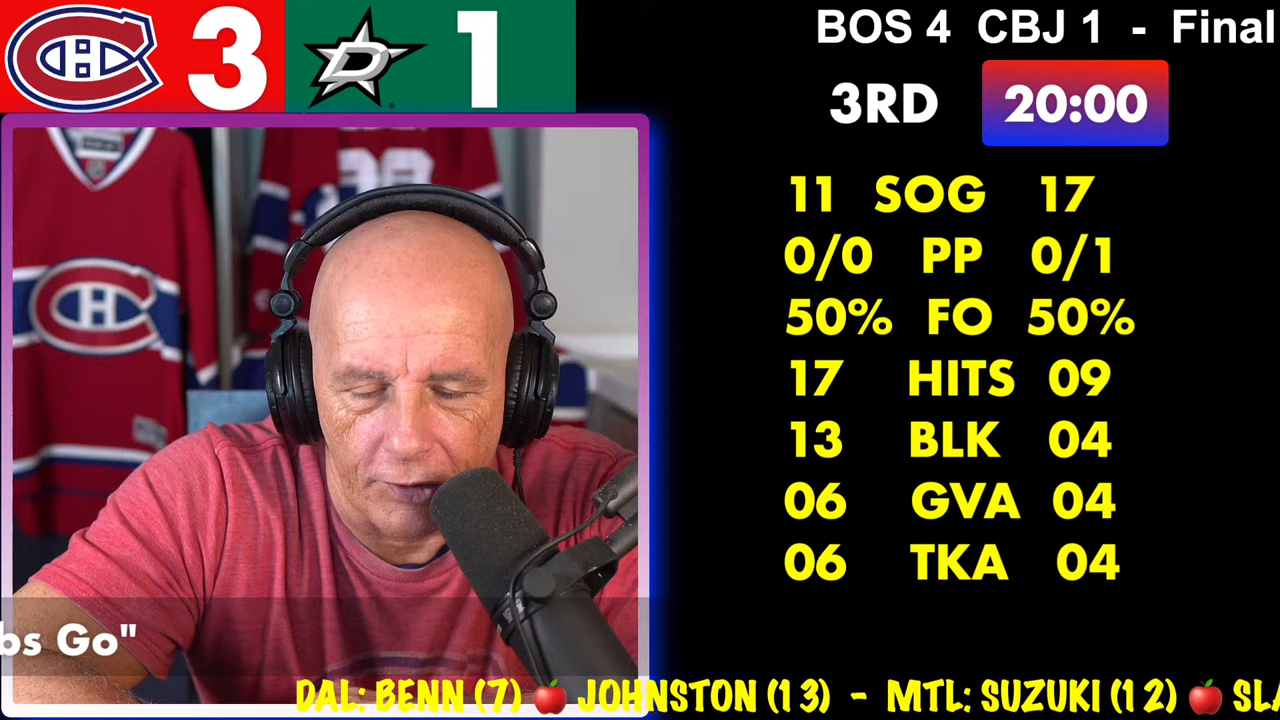 3 1
BOS 4 CBJ 1 - Final
3RD 20:00
11 SOG 17
0/0 PP 0/1
50% FO 50%
17 HITS 09
13 BLK 04
06 GVA 04
06 TKA 04
bs Go"
DAL: BENN (7) 🍎 JOHNSTON (13) - MTL: SUZUKI (12) 🍎 SLA